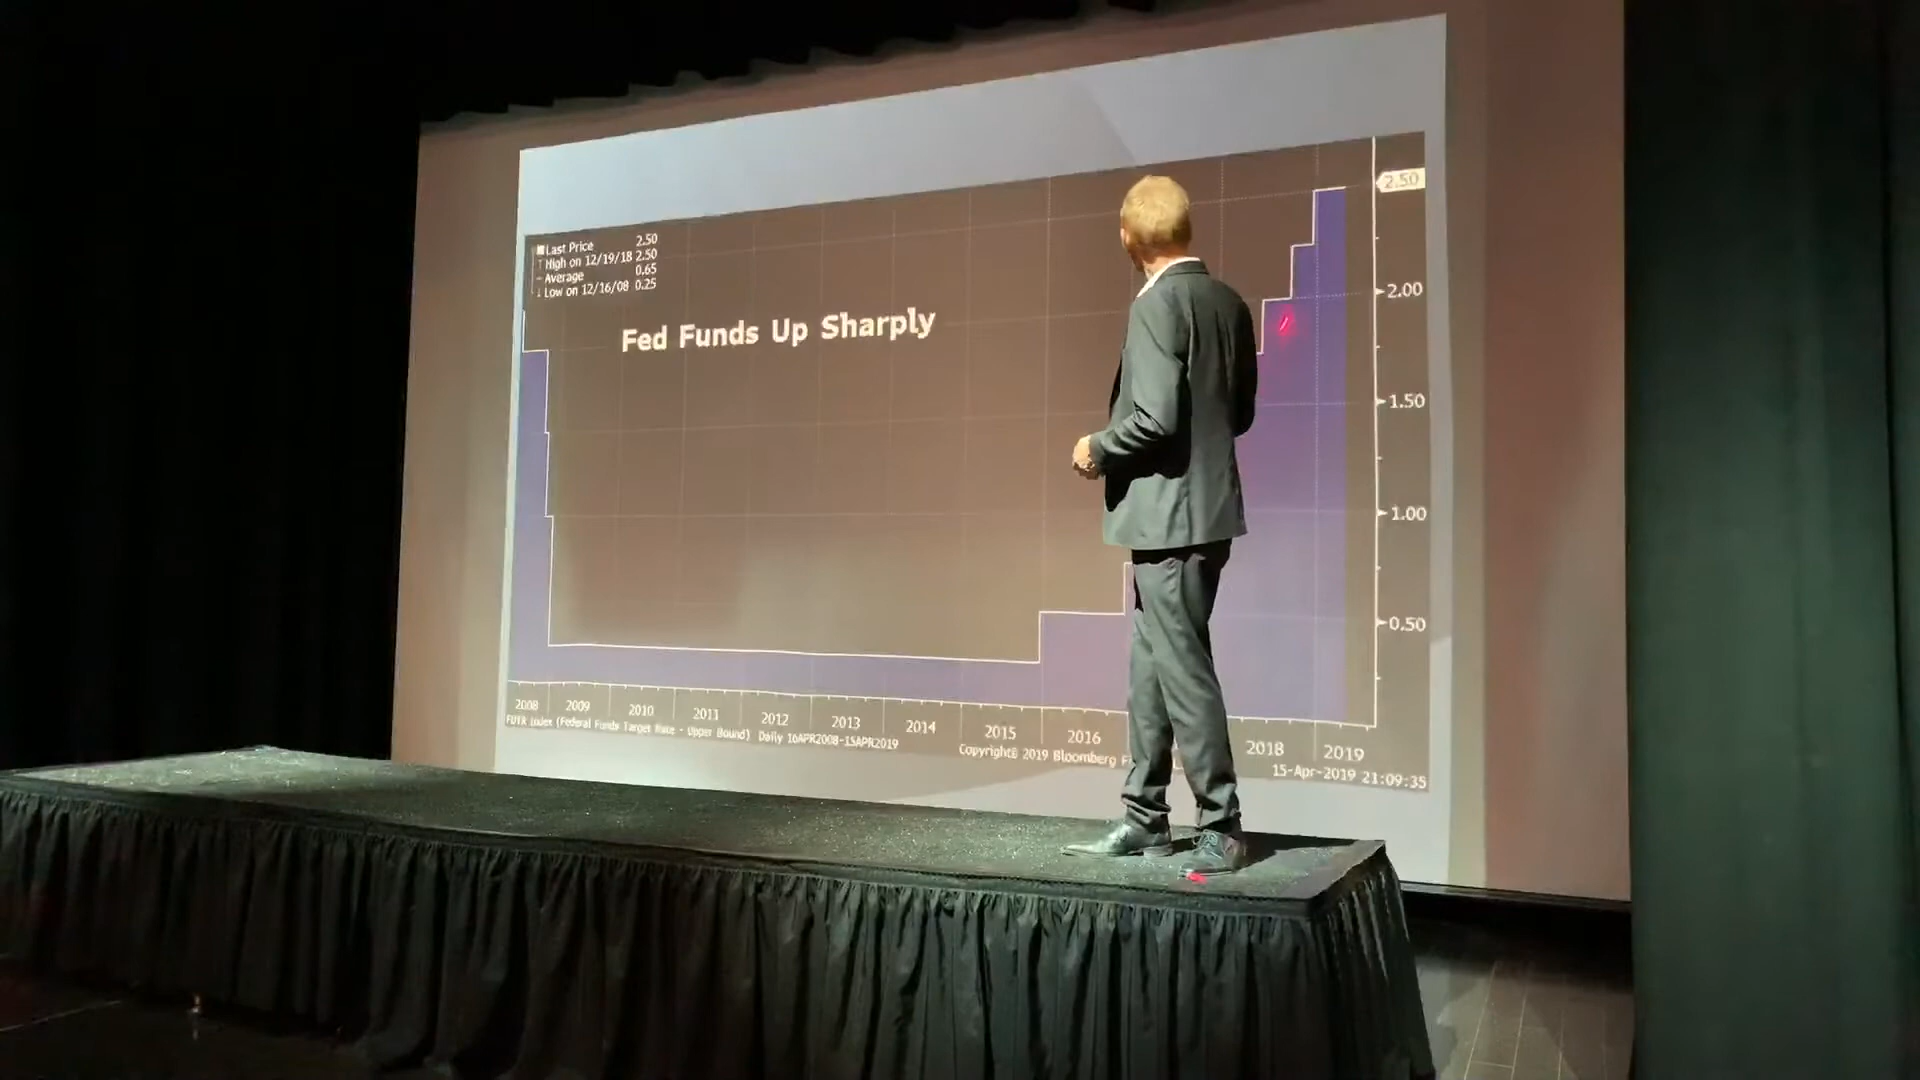 Last Price 2.50
High on 12/19/18 2.50
Average 0.65
Low on 12/16/08 0.25
Fed Funds Up Sharply
2.50
2.00
1.50
1.00
0.50
2008 2009 2010 2011 2012 2013 2014 2015 2016 2018 2019
FDTR Index (Federal Funds Target Rate - Upper Bound) Daily 16APR2008-15APR2019
Copyright© 2019 Bloomberg
15-Apr-2019 21:09:35